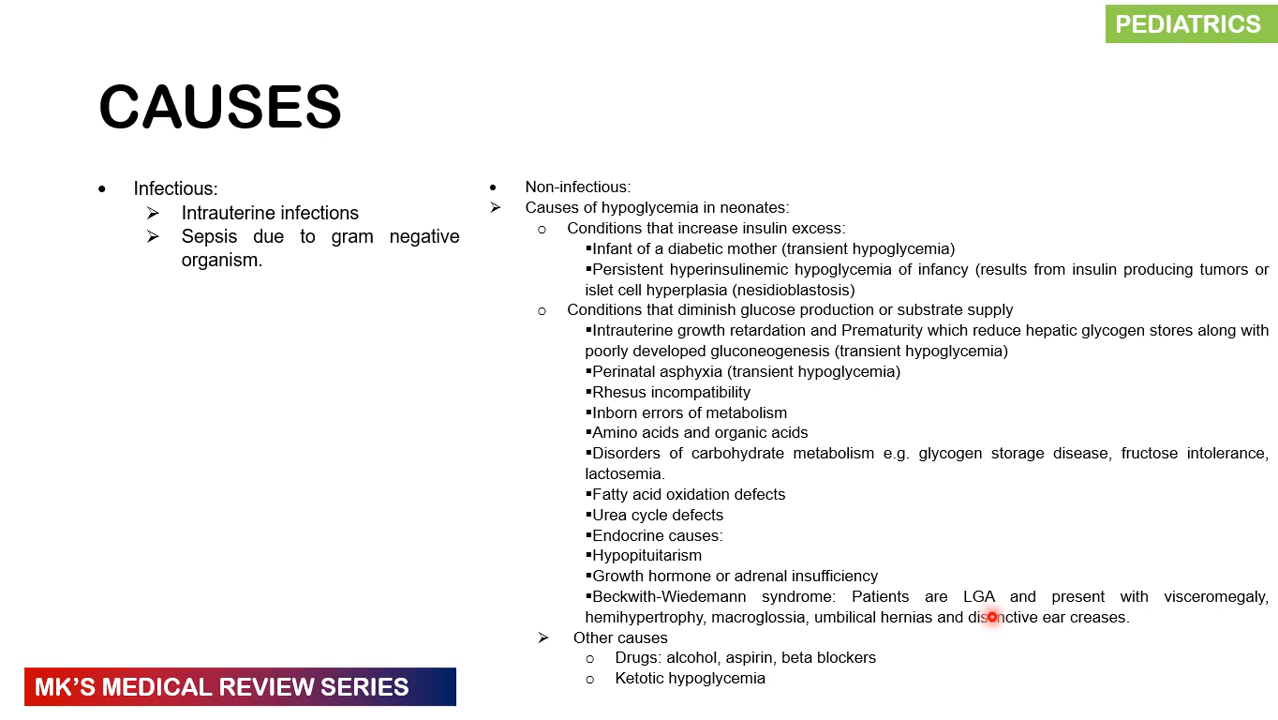 PEDIATRICS
CAUSES
• Infectious:
➢ Intrauterine infections
➢ Sepsis due to gram negative
organism.
• Non-infectious:
➢ Causes of hypoglycemia in neonates:
o Conditions that increase insulin excess:
▪Infant of a diabetic mother (transient hypoglycemia)
▪Persistent hyperinsulinemic hypoglycemia of infancy (results from insulin producing tumors or
islet cell hyperplasia (nesidioblastosis)
o Conditions that diminish glucose production or substrate supply
▪Intrauterine growth retardation and Prematurity which reduce hepatic glycogen stores along with
poorly developed gluconeogenesis (transient hypoglycemia)
▪Perinatal asphyxia (transient hypoglycemia)
▪Rhesus incompatibility
▪Inborn errors of metabolism
▪Amino acids and organic acids
▪Disorders of carbohydrate metabolism e.g. glycogen storage disease, fructose intolerance,
lactosemia.
▪Fatty acid oxidation defects
▪Urea cycle defects
▪Endocrine causes:
▪Hypopituitarism
▪Growth hormone or adrenal insufficiency
▪Beckwith-Wiedemann syndrome: Patients are LGA and present with visceromegaly,
hemihypertrophy, macroglossia, umbilical hernias and distinctive ear creases.
➢ Other causes
o Drugs: alcohol, aspirin, beta blockers
o Ketotic hypoglycemia
MK'S MEDICAL REVIEW SERIES